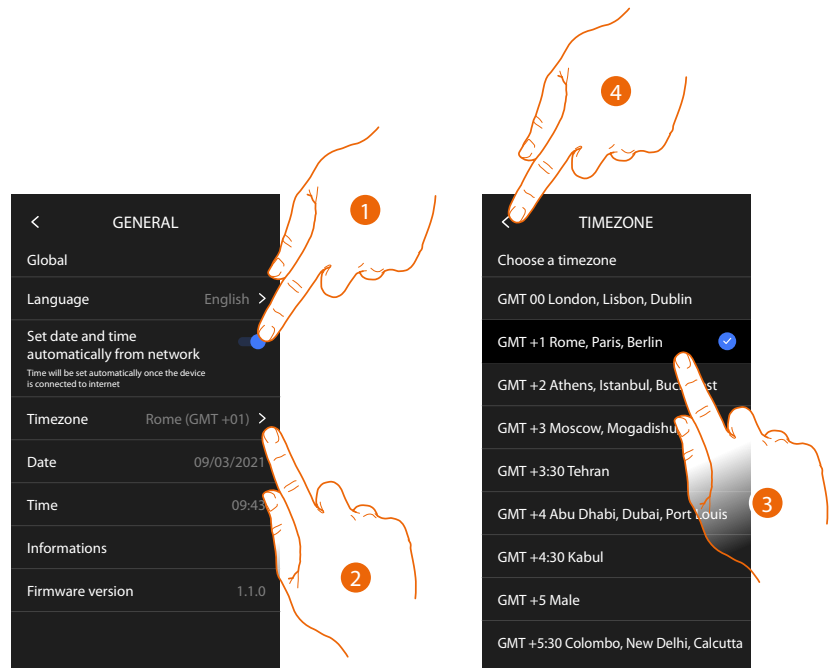 GENERAL
Global
Language English
Set date and time
automatically from network
Time will be set automatically once the device
is connected to internet
Timezone Rome (GMT +01)
Date 09/03/2021
Time 09:43
Informations
Firmware version 1.1.0
1
2
TIMEZONE
Choose a timezone
GMT 00 London, Lisbon, Dublin
GMT +1 Rome, Paris, Berlin
GMT +2 Athens, Istanbul,
GMT +3 Moscow, Mogadishu
GMT +3:30 Tehran
GMT +4 Abu Dhabi, Dubai, Port Louis
GMT +4:30 Kabul
GMT +5 Male
GMT +5:30 Colombo, New Delhi, Calcutta
3
4